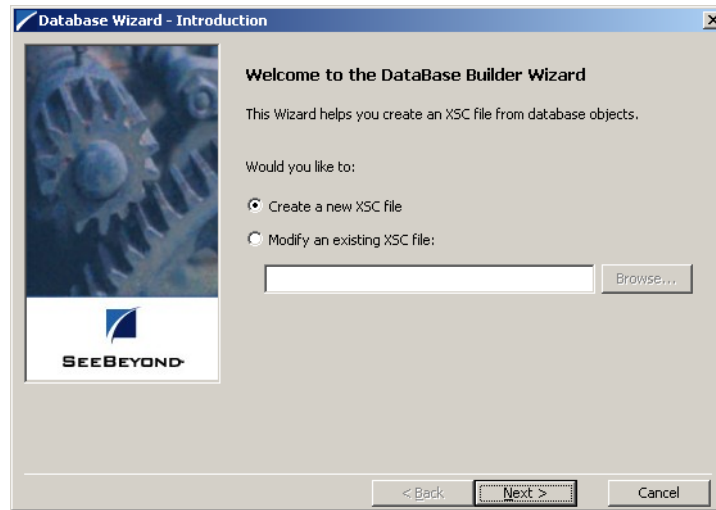 Database Wizard - Introduction
Welcome to the DataBase Builder Wizard
This Wizard helps you create an XSC file from database objects.
Would you like to:
Create a new XSC file
Modify an existing XSC file:
Browse...
SEEBEYOND
< Back
Next >
Cancel